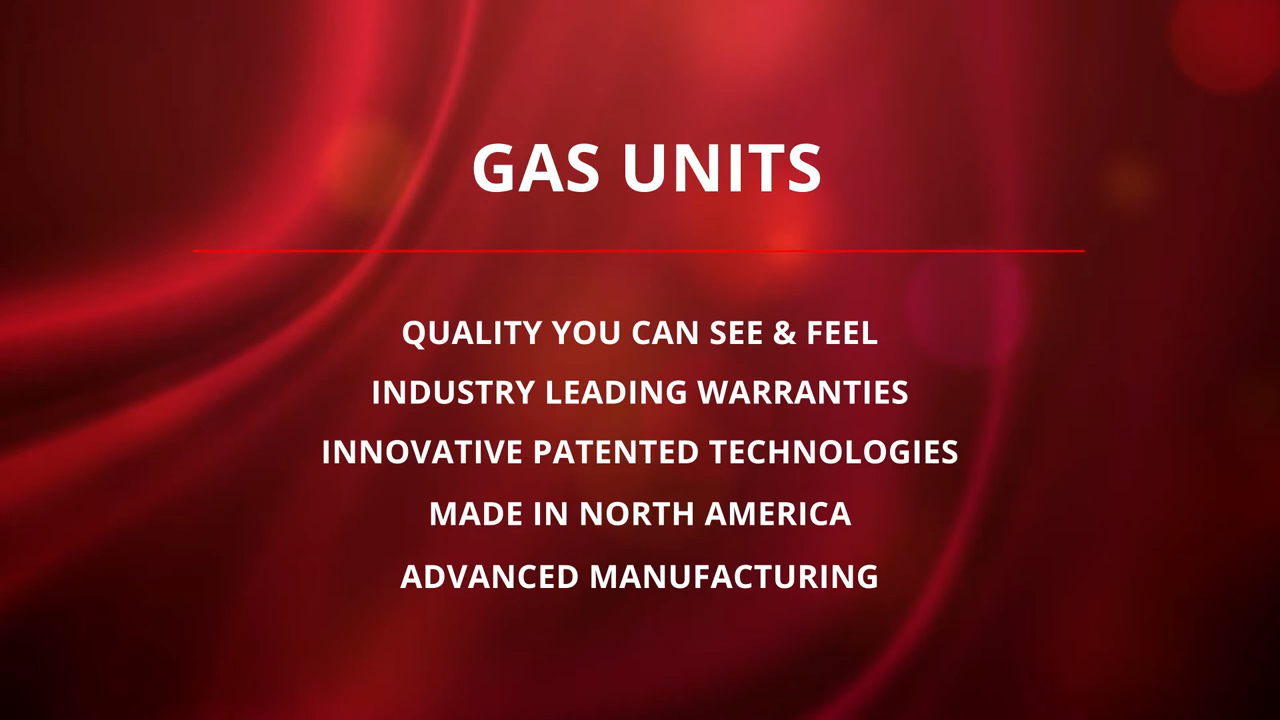 GAS UNITS
QUALITY YOU CAN SEE & FEEL
INDUSTRY LEADING WARRANTIES
INNOVATIVE PATENTED TECHNOLOGIES
MADE IN NORTH AMERICA
ADVANCED MANUFACTURING